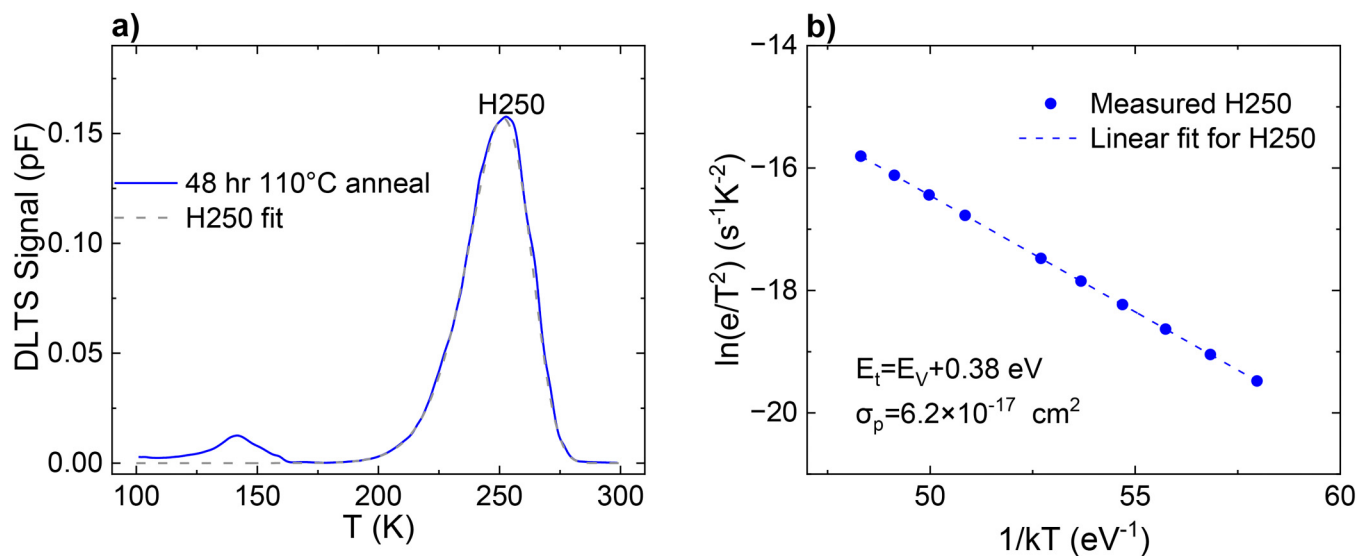 a)
DLTS Signal (pF)
0.15
0.10
0.05
0.00
H250
48 hr 110°C anneal
H250 fit
100
150
200
250
300
T (K)
b)
ln(e/T²) (s⁻¹K⁻²)
−14
−16
−18
−20
Measured H250
Linear fit for H250
Eₜ=E_V+0.38 eV
σₚ=6.2×10⁻¹⁷ cm²
50
55
60
1/kT (eV⁻¹)